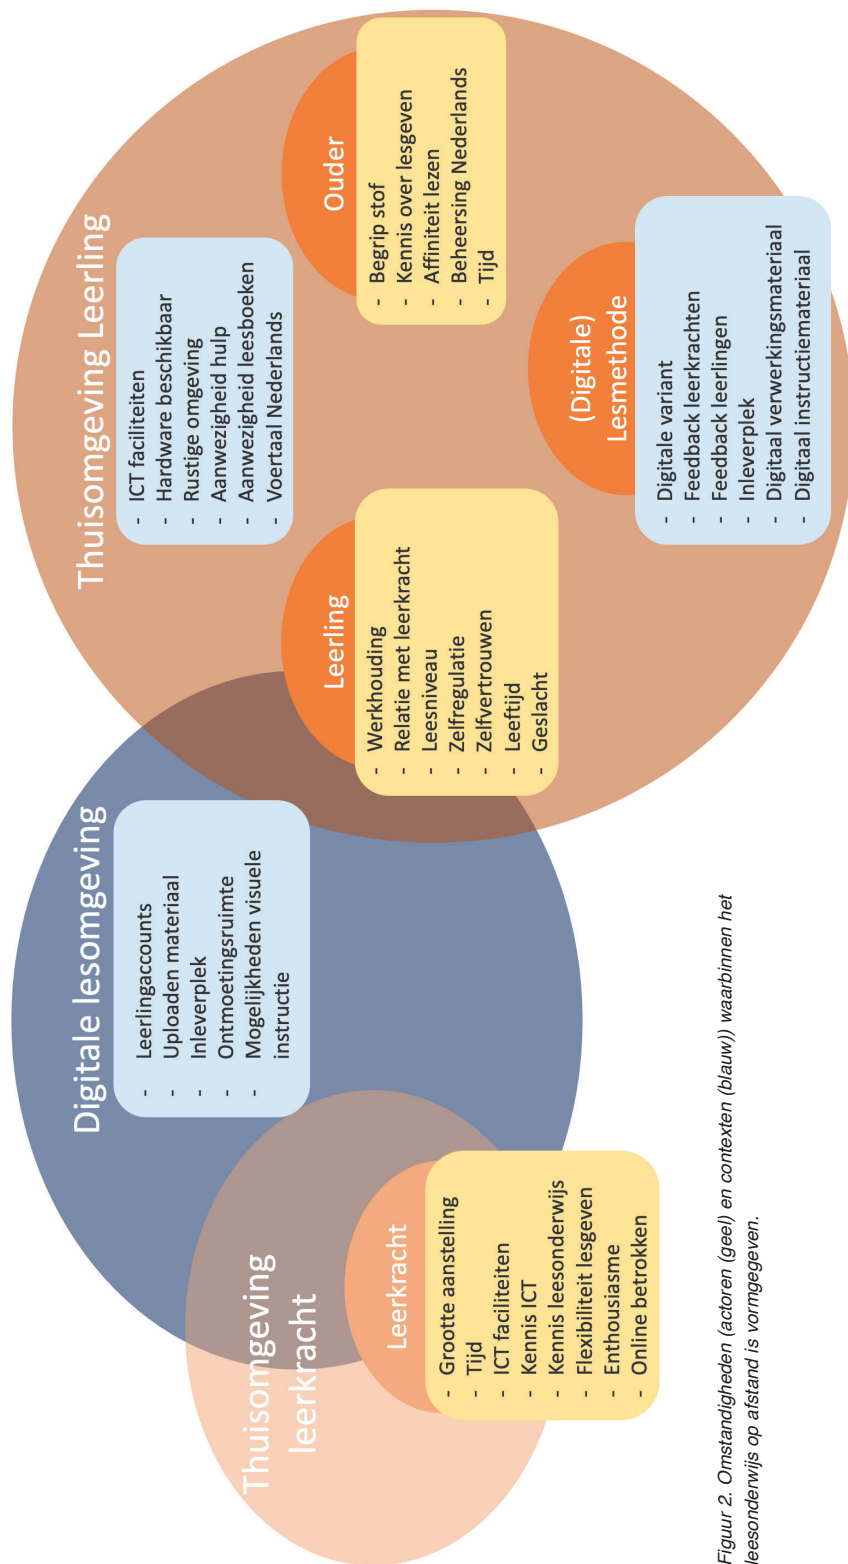 Thuisomgeving
leerkracht
Leerkracht
- Grootte aanstelling
- Tijd
- ICT faciliteiten
- Kennis ICT
- Kennis leesonderwijs
- Flexibiliteit lesgeven
- Enthousiasme
- Online betrokken
Digitale lesomgeving
- Leerlingaccounts
- Uploaden materiaal
- Inleverplek
- Ontmoetingsruimte
- Mogelijkheden visuele
instructie
Thuisomgeving Leerling
- ICT faciliteiten
- Hardware beschikbaar
- Rustige omgeving
- Aanwezigheid hulp
- Aanwezigheid leesboeken
- Voertaal Nederlands
Leerling
- Werkhouding
- Relatie met leerkracht
- Leesniveau
- Zelfregulatie
- Zelfvertrouwen
- Leeftijd
- Geslacht
Ouder
- Begrip stof
- Kennis over lesgeven
- Affiniteit lezen
- Beheersing Nederlands
- Tijd
(Digitale)
Lesmethode
- Digitale variant
- Feedback leerkrachten
- Feedback leerlingen
- Inleverplek
- Digitaal verwerkingsmateriaal
- Digitaal instructiemateriaal
Figuur 2. Omstandigheden (actoren (geel) en contexten (blauw)) waarbinnen het
leesonderwijs op afstand is vormgegeven.